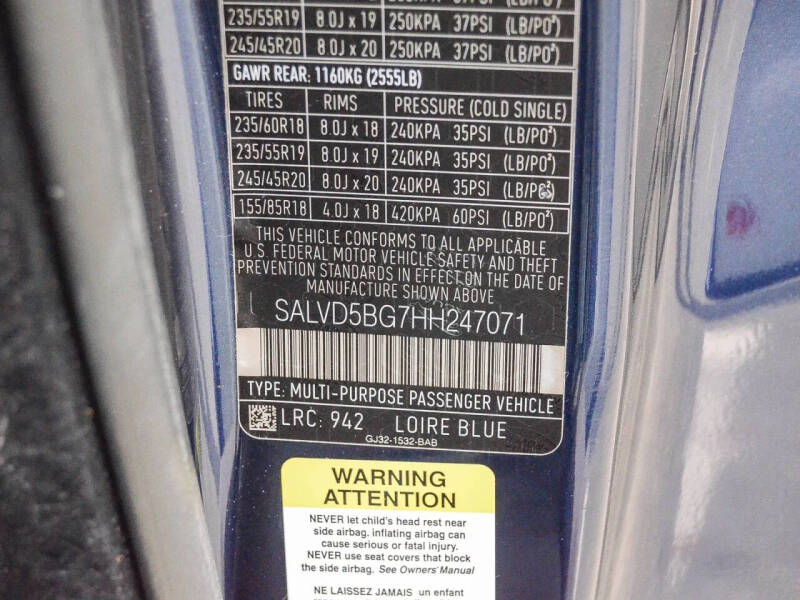 235/55R19 8.0J x 19 250KPA 37PSI (LB/PO²)
245/45R20 8.0J x 20 250KPA 37PSI (LB/PO²)
GAWR REAR: 1160KG (2555LB)
TIRES RIMS PRESSURE (COLD SINGLE)
235/60R18 8.0J x 18 240KPA 35PSI (LB/PO²)
235/55R19 8.0J x 19 240KPA 35PSI (LB/PO²)
245/45R20 8.0J x 20 240KPA 35PSI (LB/PO²)
155/85R18 4.0J x 18 420KPA 60PSI (LB/PO²)
THIS VEHICLE CONFORMS TO ALL APPLICABLE
U.S. FEDERAL MOTOR VEHICLE SAFETY AND THEFT
PREVENTION STANDARDS IN EFFECT ON THE DATE OF
MANUFACTURE SHOWN ABOVE
SALVD5BG7HH247071
TYPE: MULTI-PURPOSE PASSENGER VEHICLE
LRC: 942 LOIRE BLUE
GJ32-1532-BAB
WARNING
ATTENTION
NEVER let child's head rest near
side airbag. inflating airbag can
cause serious or fatal injury.
NEVER use seat covers that block
the side airbag. See Owners' Manual
NE LAISSEZ JAMAIS un enfant